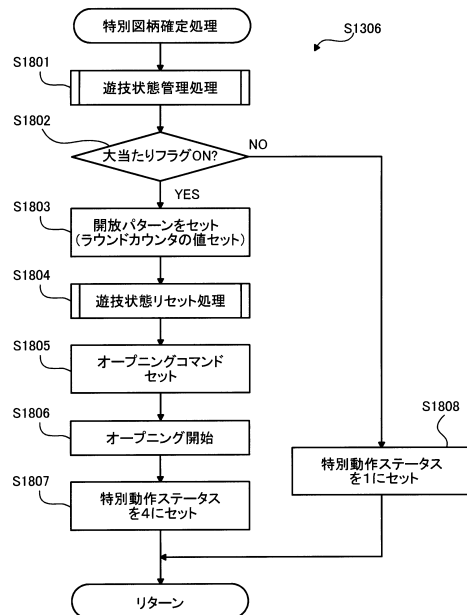 特別図柄確定処理
S1306
S1801
遊技状態管理処理
S1802
大当たりフラグON?
NO
YES
S1803
開放パターンをセット
(ラウンドカウンタの値セット)
S1804
遊技状態リセット処理
S1805
オープニングコマンド
セット
S1806
オープニング開始
S1808
特別動作ステータス
を1にセット
S1807
特別動作ステータス
を4にセット
リターン